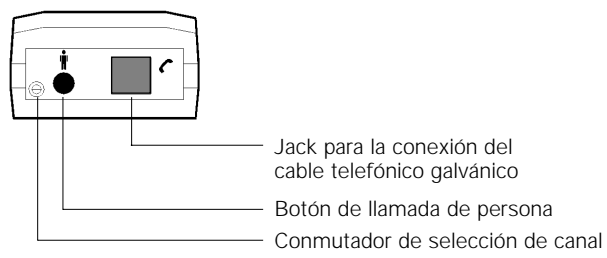 Jack para la conexión del
cable telefónico galvánico
Botón de llamada de persona
Conmutador de selección de canal